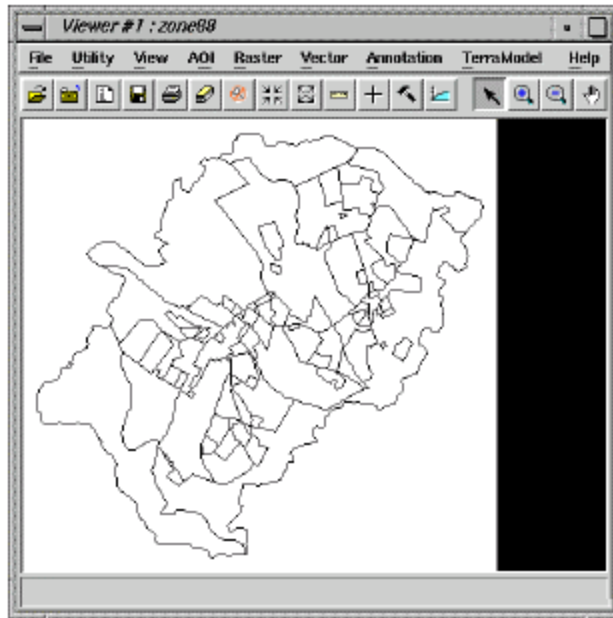 Viewer #1 : zone88
File Utility View AOI Raster Vector Annotation TerraModel Help